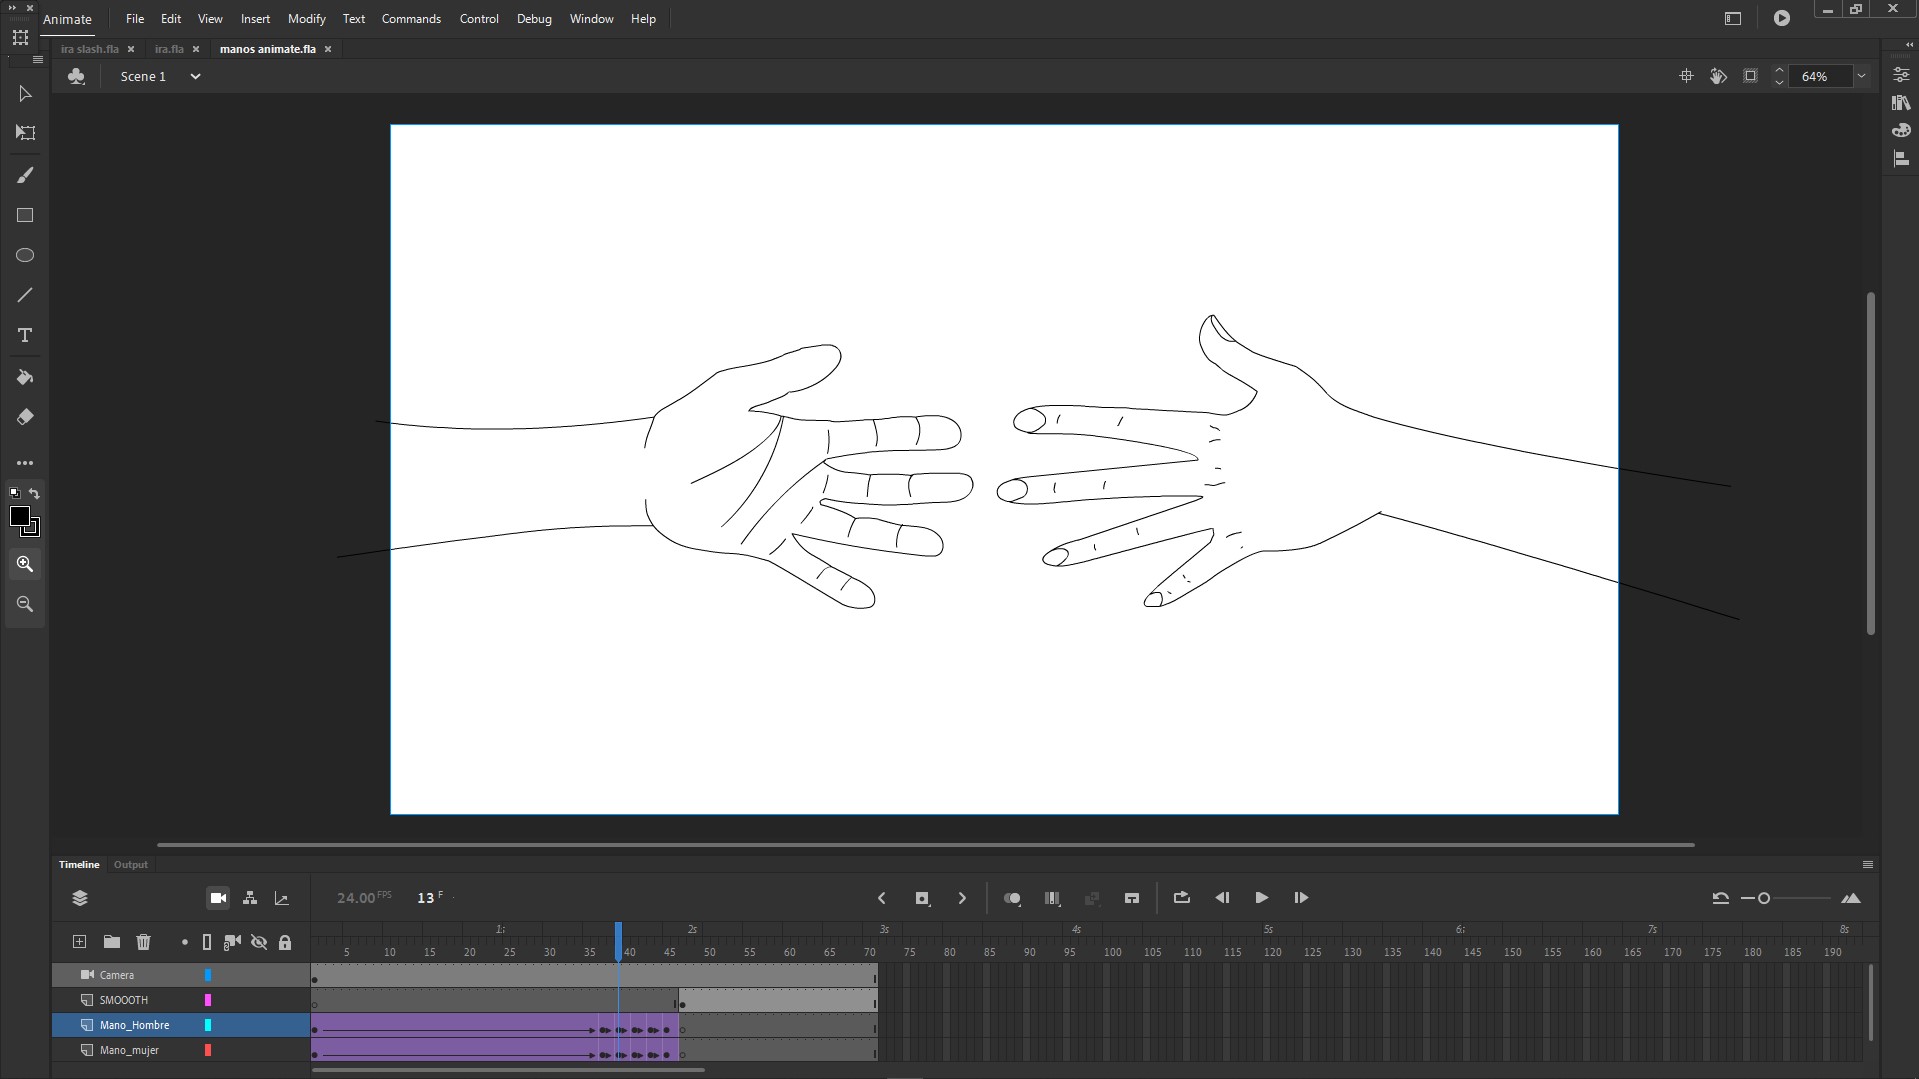 Animate File Edit View Insert Modify Text Commands Control Debug Window Help
ira slash.fla ira.fla manos animate.fla
Scene 1 64%
Timeline Output
24.00 FPS 13 F
1s 2s 3s 4s 5s 6s 7s 8s
5 10 15 20 25 30 35 40 45 50 55 60 65 70 75 80 85 90 95 100 105 110 115 120 125 130 135 140 145 150 155 160 165 170 175 180 185 190
Camera
SMOOOTH
Mano_Hombre
Mano_mujer